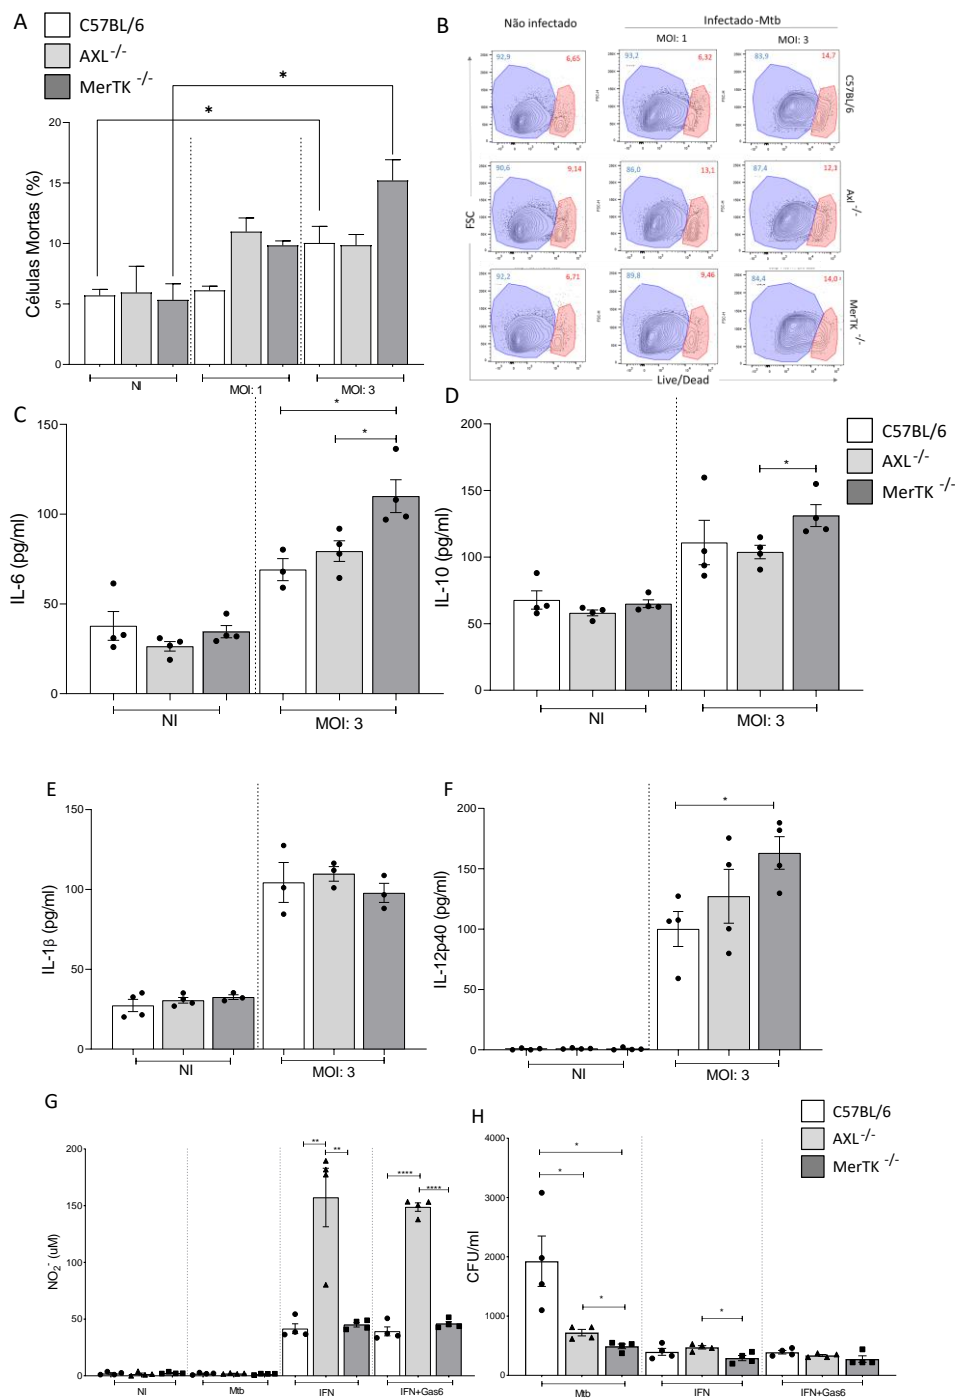 A
C57BL/6
AXL -/-
MerTK -/-
*
*
Células Mortas (%)
20
15
10
5
0
NI
MOI: 1
MOI: 3
B
Não infectado
Infectado -Mtb
MOI: 1
MOI: 3
92,9
6,65
93,2
6,32
83,9
14,7
C57BL/6
90,6
9,14
86,0
13,1
87,4
12,3
Axl -/-
92,2
6,71
89,8
9,46
84,4
14,0
MerTK -/-
FSC
Live/Dead
C
IL-6 (pg/ml)
150
100
50
0
*
*
NI
MOI: 3
D
IL-10 (pg/ml)
200
150
100
50
0
*
NI
MOI: 3
C57BL/6
AXL -/-
MerTK -/-
E
IL-1β (pg/ml)
150
100
50
0
NI
MOI: 3
F
IL-12p40 (pg/ml)
200
150
100
50
0
*
NI
MOI: 3
G
NO2- (uM)
200
150
100
50
0
**
**
****
****
NI
Mtb
IFN
IFN+Gas6
H
CFU/ml
4000
3000
2000
1000
0
*
*
*
*
Mtb
IFN
IFN+Gas6
C57BL/6
AXL -/-
MerTK -/-